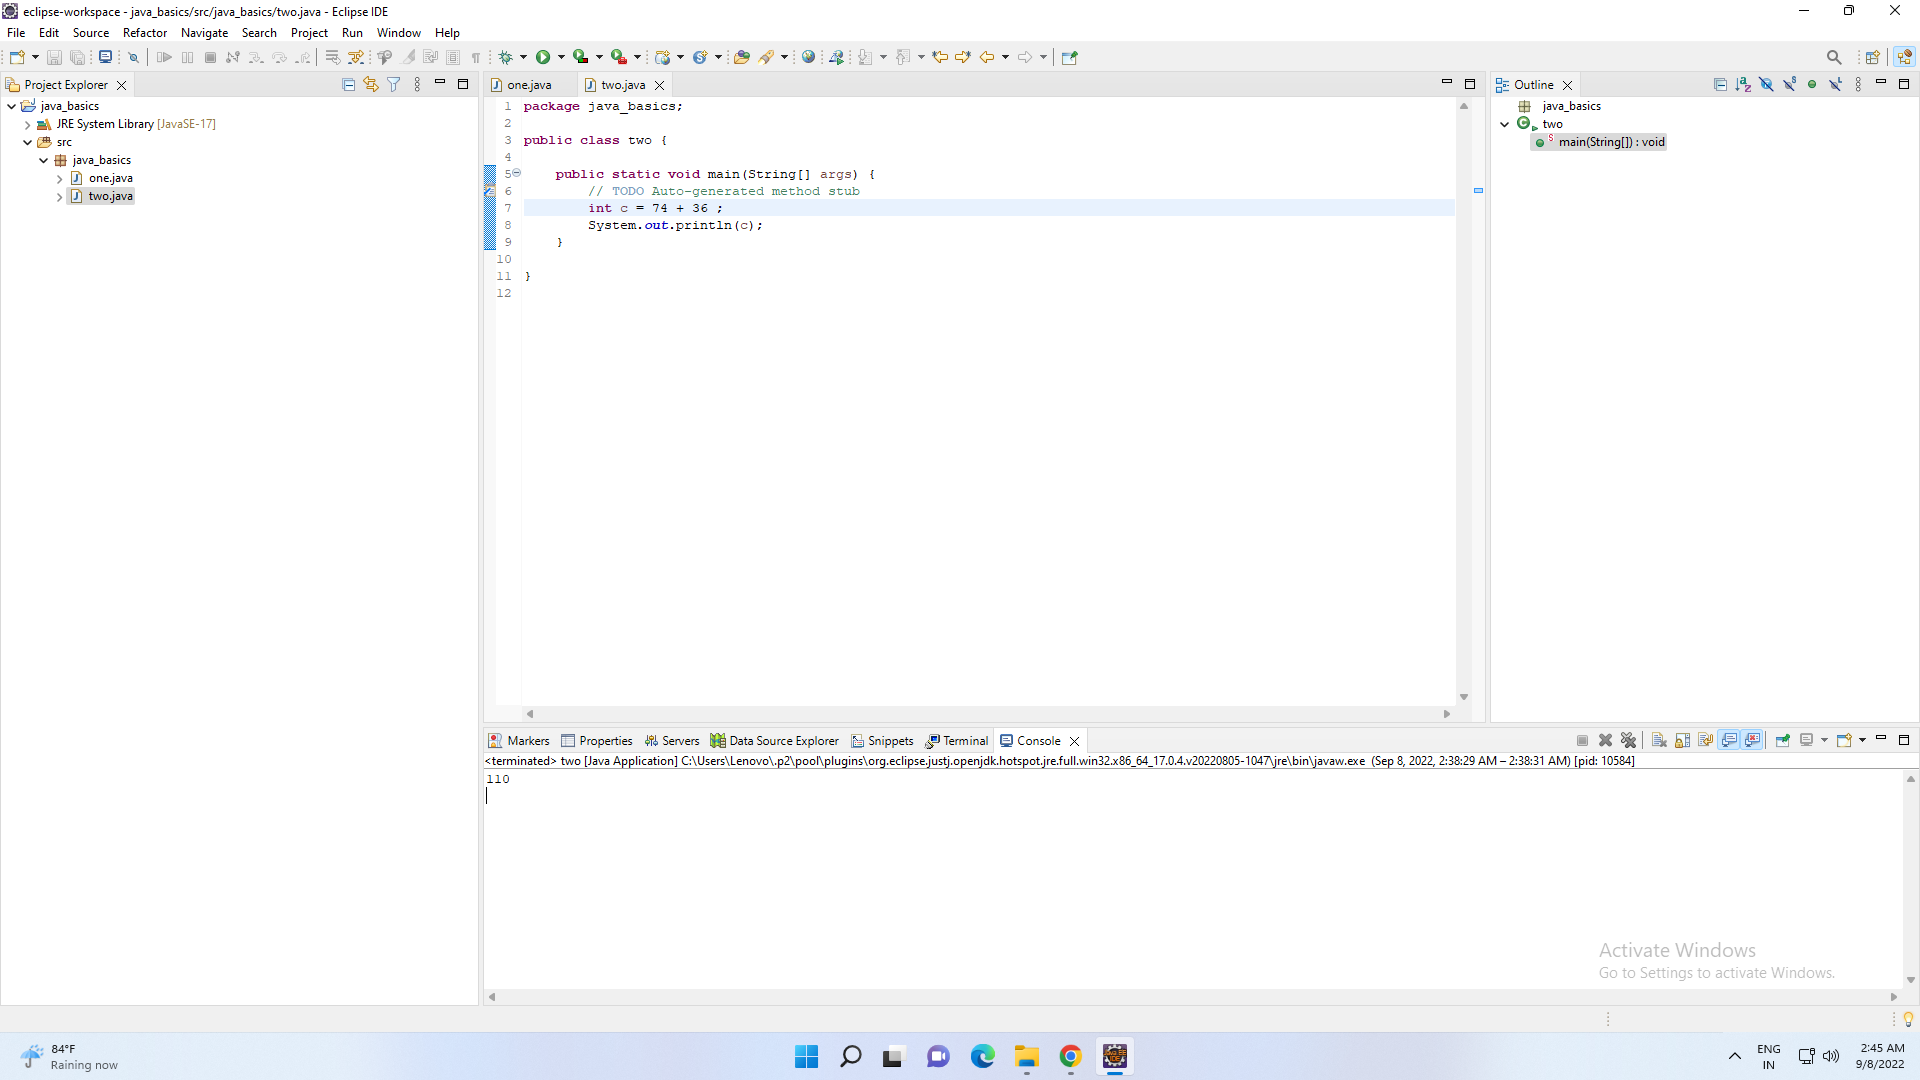 eclipse-workspace - java_basics/src/java_basics/two.java - Eclipse IDE
File Edit Source Refactor Navigate Search Project Run Window Help
Project Explorer
java_basics
JRE System Library [JavaSE-17]
src
java_basics
one.java
two.java
one.java two.java
1 package java_basics;
2
3 public class two {
4
5 public static void main(String[] args) {
6 // TODO Auto-generated method stub
7 int c = 74 + 36 ;
8 System.out.println(c);
9 }
10
11 }
12
Outline
java_basics
two
main(String[]) : void
Markers Properties Servers Data Source Explorer Snippets Terminal Console
<terminated> two [Java Application] C:\Users\Lenovo\.p2\pool\plugins\org.eclipse.justj.openjdk.hotspot.jre.full.win32.x86_64_17.0.4.v20220805-1047\jre\bin\javaw.exe (Sep 8, 2022, 2:38:29 AM – 2:38:31 AM) [pid: 10584]
110
Activate Windows
Go to Settings to activate Windows.
84°F
Raining now
ENG
IN
2:45 AM
9/8/2022